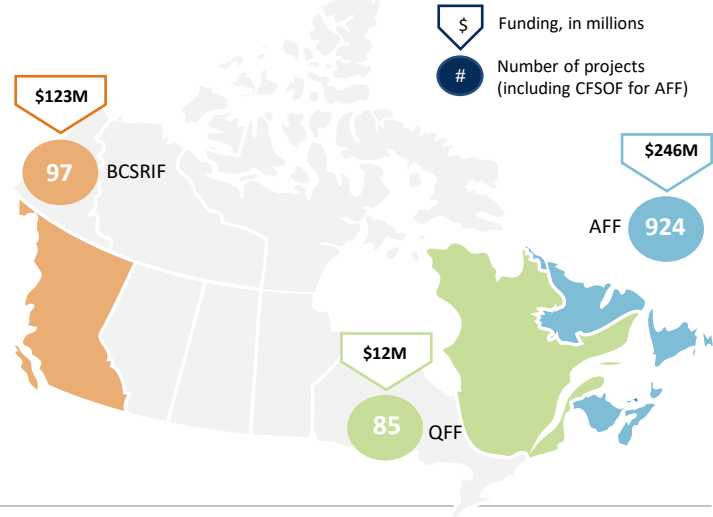 $ Funding, in millions
# Number of projects
(including CFSOF for AFF)
$123M
97 BCSRIF
$246M
AFF 924
$12M
85 QFF